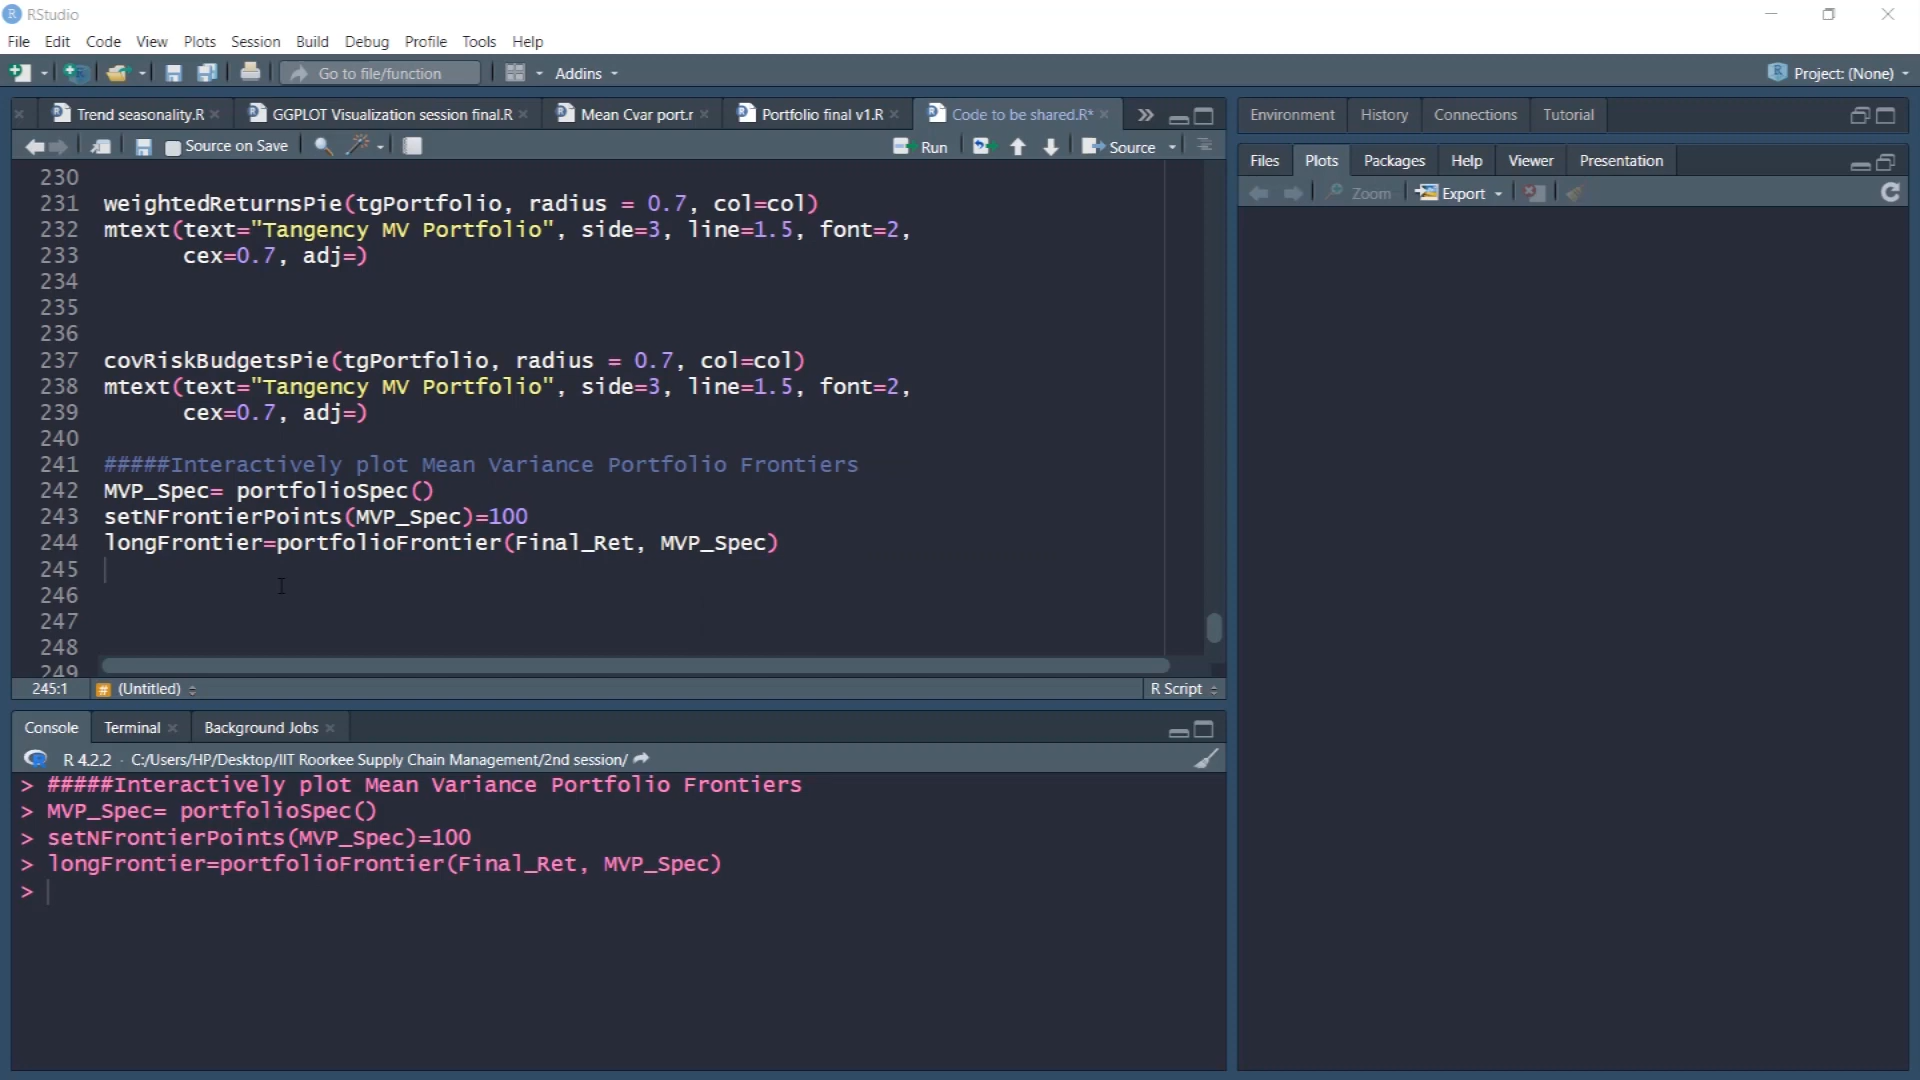 RStudio
File Edit Code View Plots Session Build Debug Profile Tools Help
Go to file/function Addins Project: (None)
Trend seasonality.R GGPLOT Visualization session final.R Mean Cvar port.r Portfolio final v1.R Code to be shared.R*
Source on Save Run Source
230
231 weightedReturnsPie(tgPortfolio, radius = 0.7, col=col)
232 mtext(text="Tangency MV Portfolio", side=3, line=1.5, font=2,
233 cex=0.7, adj=)
234
235
236
237 covRiskBudgetsPie(tgPortfolio, radius = 0.7, col=col)
238 mtext(text="Tangency MV Portfolio", side=3, line=1.5, font=2,
239 cex=0.7, adj=)
240
241 #####Interactively plot Mean Variance Portfolio Frontiers
242 MVP_Spec= portfolioSpec()
243 setNFrontierPoints(MVP_Spec)=100
244 longFrontier=portfolioFrontier(Final_Ret, MVP_Spec)
245
246
247
248
249
245:1 # (Untitled) R Script
Console Terminal Background Jobs
R 4.2.2 · C:/Users/HP/Desktop/IIT Roorkee Supply Chain Management/2nd session/
> #####Interactively plot Mean Variance Portfolio Frontiers
> MVP_Spec= portfolioSpec()
> setNFrontierPoints(MVP_Spec)=100
> longFrontier=portfolioFrontier(Final_Ret, MVP_Spec)
>
Environment History Connections Tutorial
Files Plots Packages Help Viewer Presentation
Zoom Export